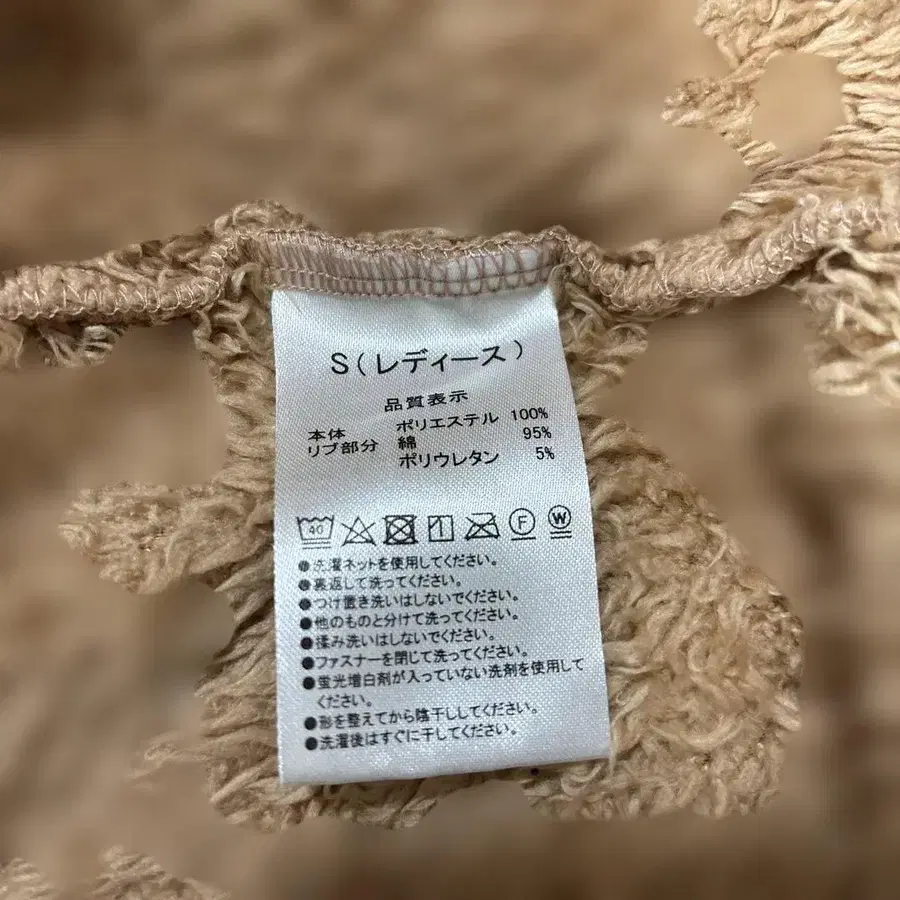 S(レディース)
品質表示
本体 ポリエステル 100%
リブ部分 綿 95%
ポリウレタン 5%
40 F W
●洗濯ネットを使用してください。
●裏返して洗ってください。
●つけ置き洗いはしないでください。
●他のものと分けて洗ってください。
●揉み洗いはしないでください。
●ファスナーを閉じて洗ってください。
●蛍光増白剤が入っていない洗剤を使用して
ください。
●形を整えてから陰干ししてください。
●洗濯後はすぐに干してください。